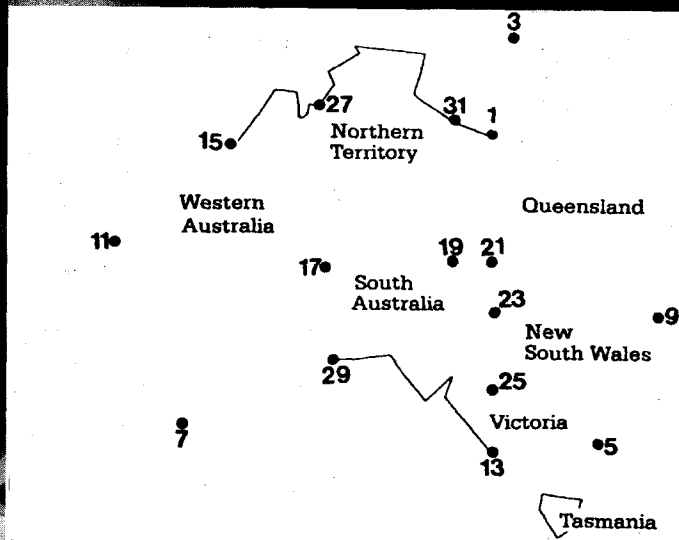 3
27
31
1
Northern
Territory
15
Western
Australia
Queensland
11
19
21
17
South
Australia
23
9
New
South Wales
29
25
Victoria
7
5
13
Tasmania